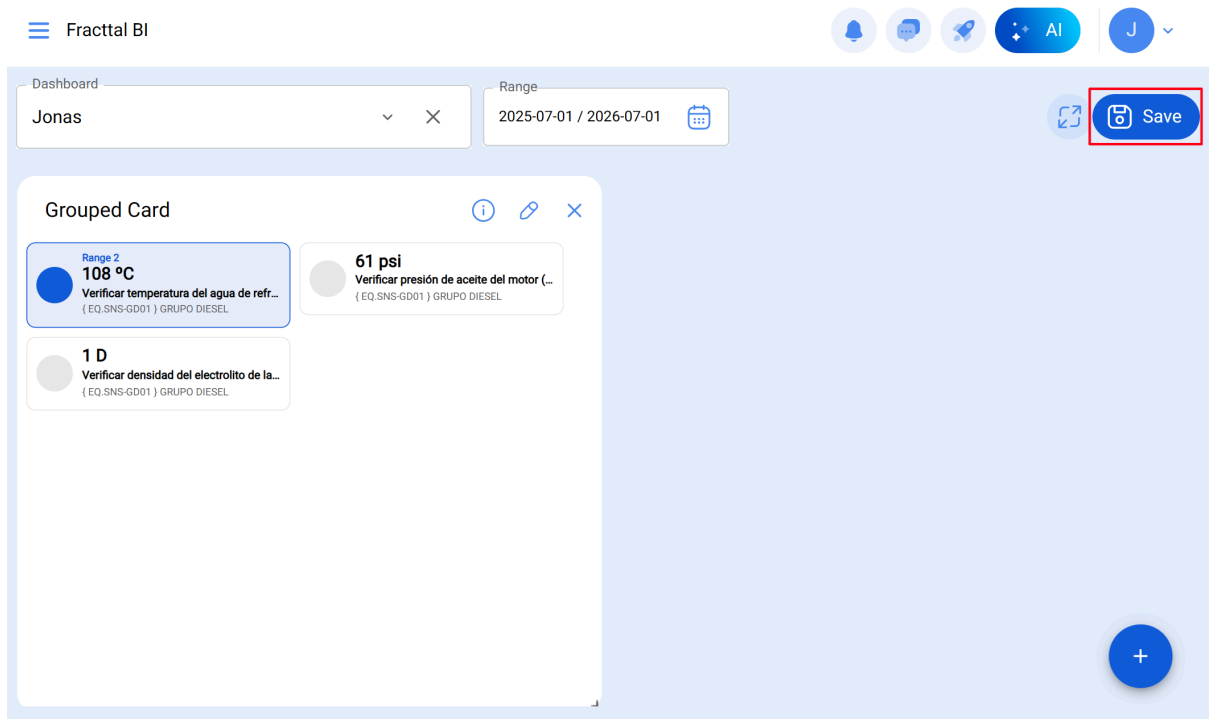 Fracttal BI
AI
J
Dashboard
Jonas
Range
2025-07-01 / 2026-07-01
Save
Grouped Card
Range 2
108 ºC
Verificar temperatura del agua de refr...
{ EQ.SNS-GD01 } GRUPO DIESEL
61 psi
Verificar presión de aceite del motor (...
{ EQ.SNS-GD01 } GRUPO DIESEL
1 D
Verificar densidad del electrolito de la...
{ EQ.SNS-GD01 } GRUPO DIESEL